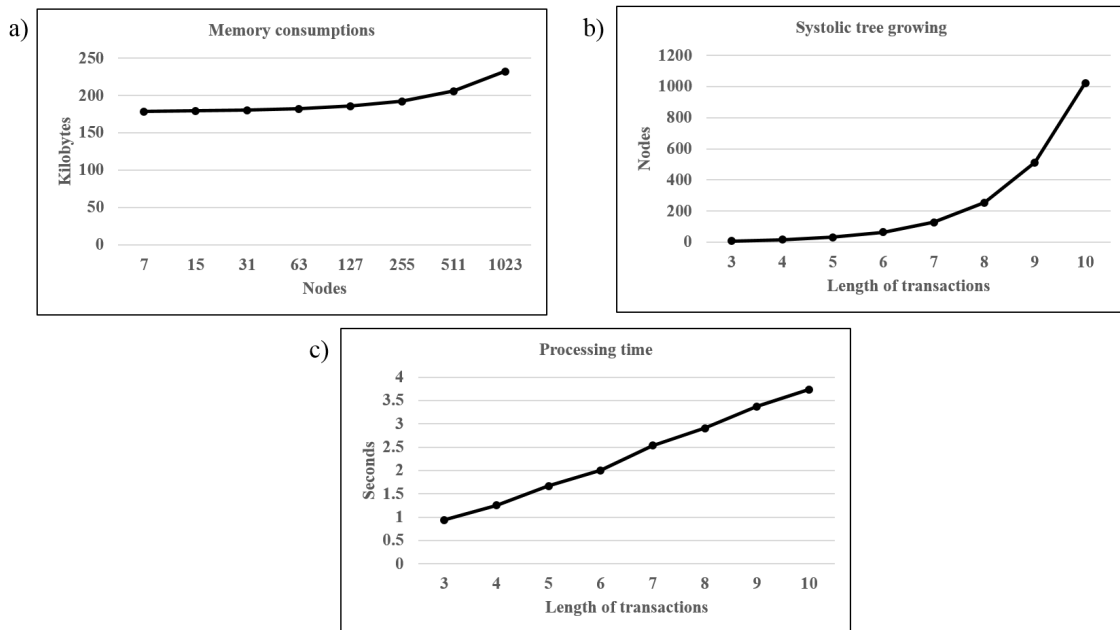 a)
Memory consumptions
250
200
150
100
50
0
Kilobytes
7 15 31 63 127 255 511 1023
Nodes
b)
Systolic tree growing
1200
1000
800
600
400
200
0
Nodes
3 4 5 6 7 8 9 10
Length of transactions
c)
Processing time
4
3.5
3
2.5
2
1.5
1
0.5
0
Seconds
3 4 5 6 7 8 9 10
Length of transactions